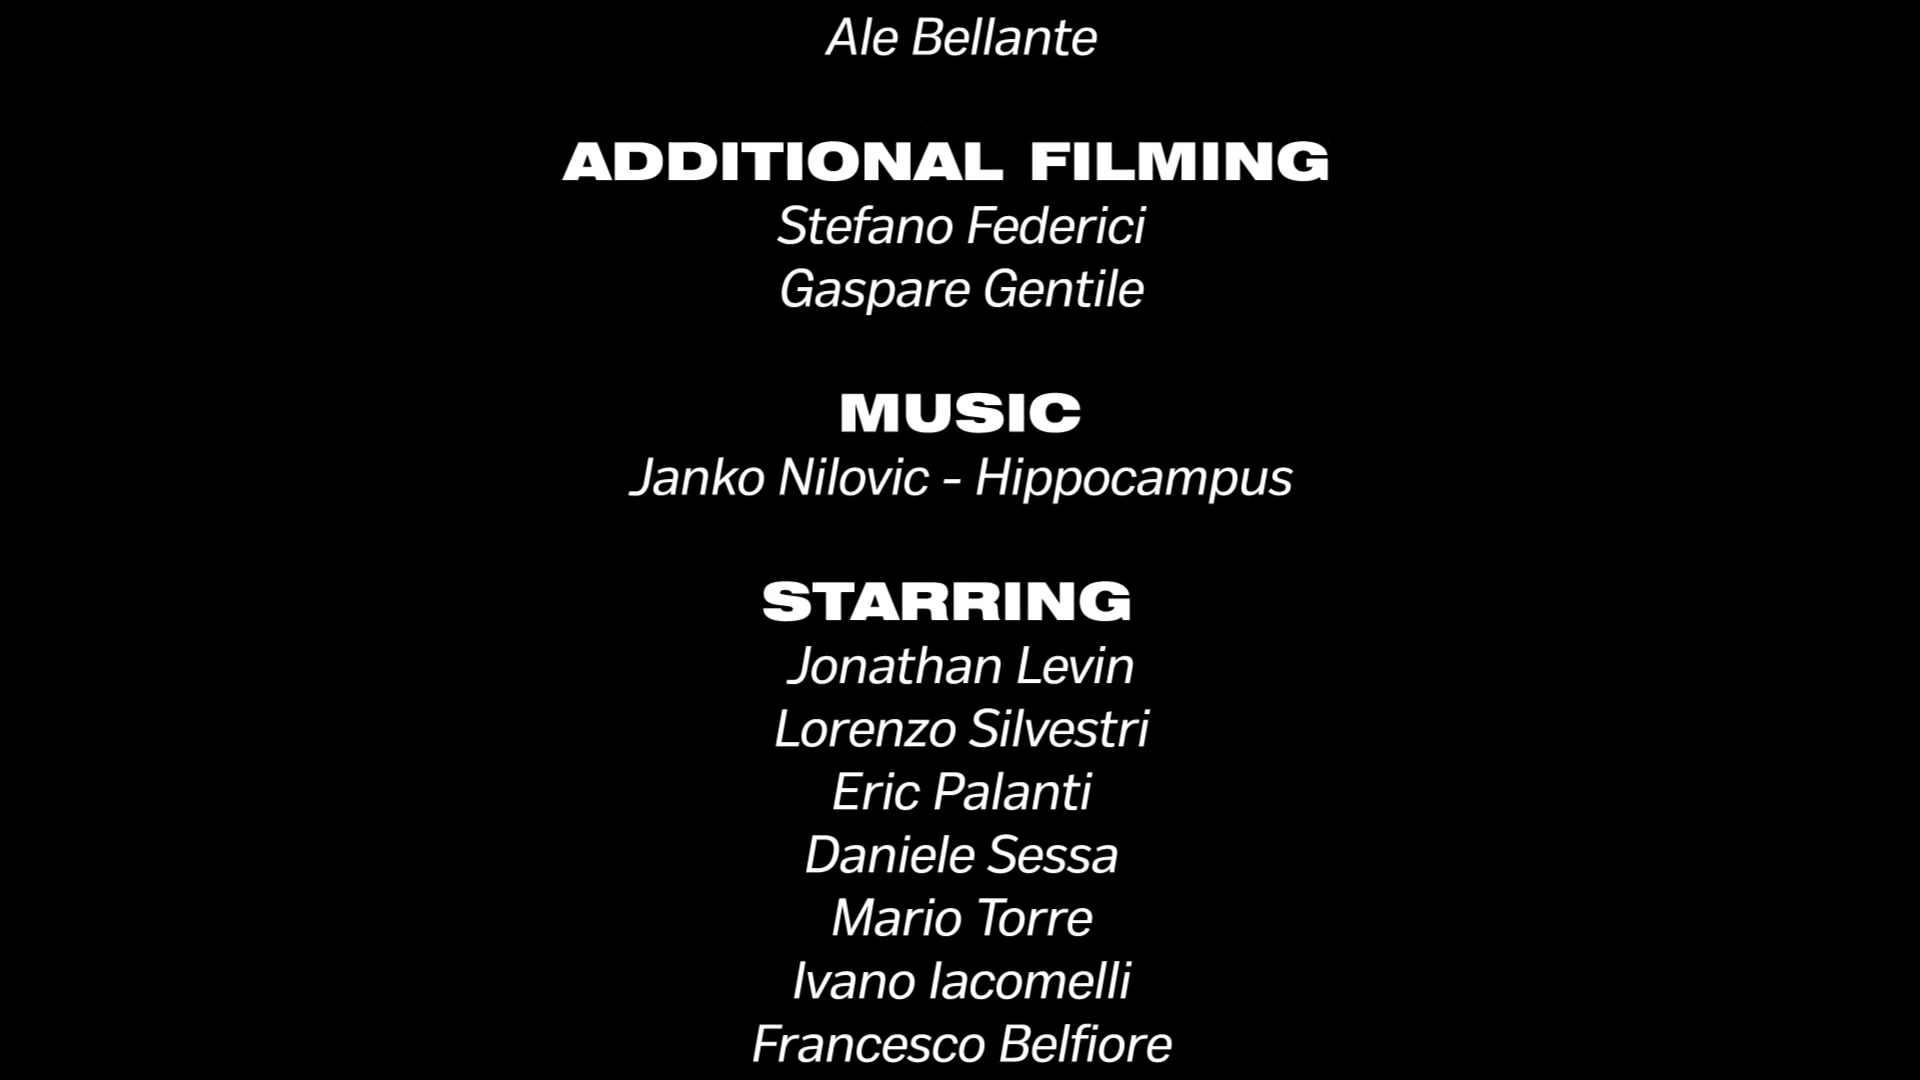 Ale Bellante
ADDITIONAL FILMING
Stefano Federici
Gaspare Gentile
MUSIC
Janko Nilovic - Hippocampus
STARRING
Jonathan Levin
Lorenzo Silvestri
Eric Palanti
Daniele Sessa
Mario Torre
Ivano Iacomelli
Francesco Belfiore